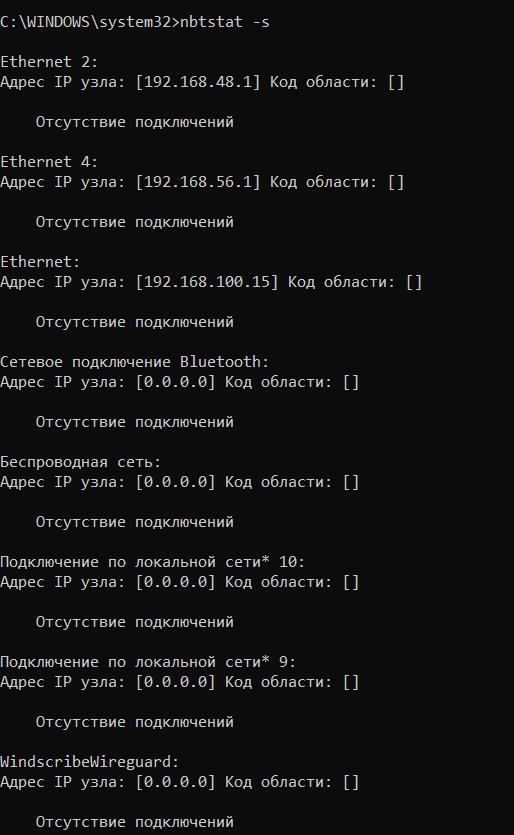 C:\WINDOWS\system32>nbtstat -s
Ethernet 2:
Адрес IP узла: [192.168.48.1] Код области: []
Отсутствие подключений
Ethernet 4:
Адрес IP узла: [192.168.56.1] Код области: []
Отсутствие подключений
Ethernet:
Адрес IP узла: [192.168.100.15] Код области: []
Отсутствие подключений
Сетевое подключение Bluetooth:
Адрес IP узла: [0.0.0.0] Код области: []
Отсутствие подключений
Беспроводная сеть:
Адрес IP узла: [0.0.0.0] Код области: []
Отсутствие подключений
Подключение по локальной сети* 10:
Адрес IP узла: [0.0.0.0] Код области: []
Отсутствие подключений
Подключение по локальной сети* 9:
Адрес IP узла: [0.0.0.0] Код области: []
Отсутствие подключений
WindscribeWireguard:
Адрес IP узла: [0.0.0.0] Код области: []
Отсутствие подключений